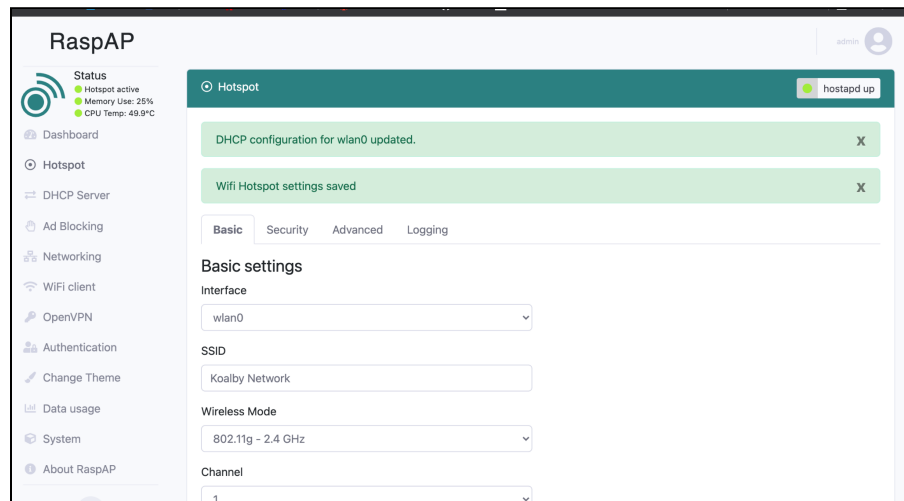 RaspAP
admin
Status
Hotspot active
Memory Use: 25%
CPU Temp: 49.9°C
Dashboard
Hotspot
DHCP Server
Ad Blocking
Networking
WiFi client
OpenVPN
Authentication
Change Theme
Data usage
System
About RaspAP
Hotspot
hostapd up
DHCP configuration for wlan0 updated.
X
Wifi Hotspot settings saved
X
Basic Security Advanced Logging
Basic settings
Interface
wlan0
SSID
Koalby Network
Wireless Mode
802.11g - 2.4 GHz
Channel
1